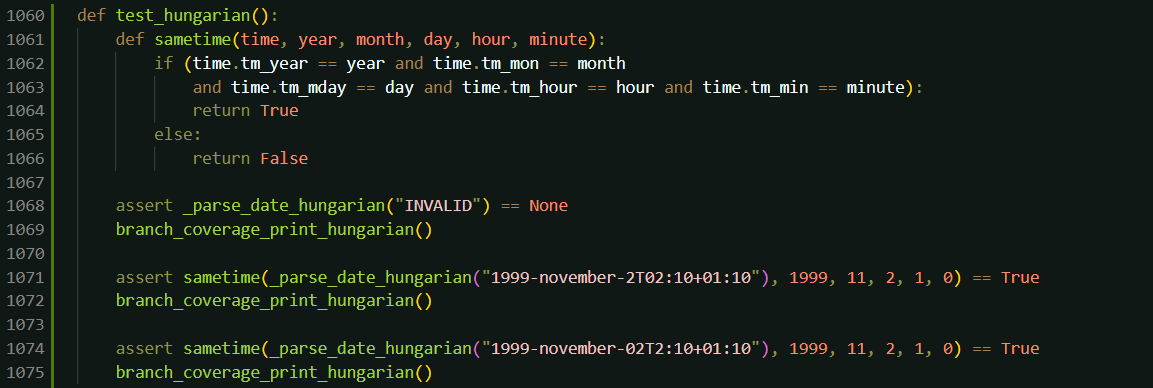 1060 def test_hungarian():
1061     def sametime(time, year, month, day, hour, minute):
1062         if (time.tm_year == year and time.tm_mon == month
1063             and time.tm_mday == day and time.tm_hour == hour and time.tm_min == minute):
1064             return True
1065         else:
1066             return False
1067
1068     assert _parse_date_hungarian("INVALID") == None
1069     branch_coverage_print_hungarian()
1070
1071     assert sametime(_parse_date_hungarian("1999-november-2T02:10+01:10"), 1999, 11, 2, 1, 0) == True
1072     branch_coverage_print_hungarian()
1073
1074     assert sametime(_parse_date_hungarian("1999-november-02T2:10+01:10"), 1999, 11, 2, 1, 0) == True
1075     branch_coverage_print_hungarian()